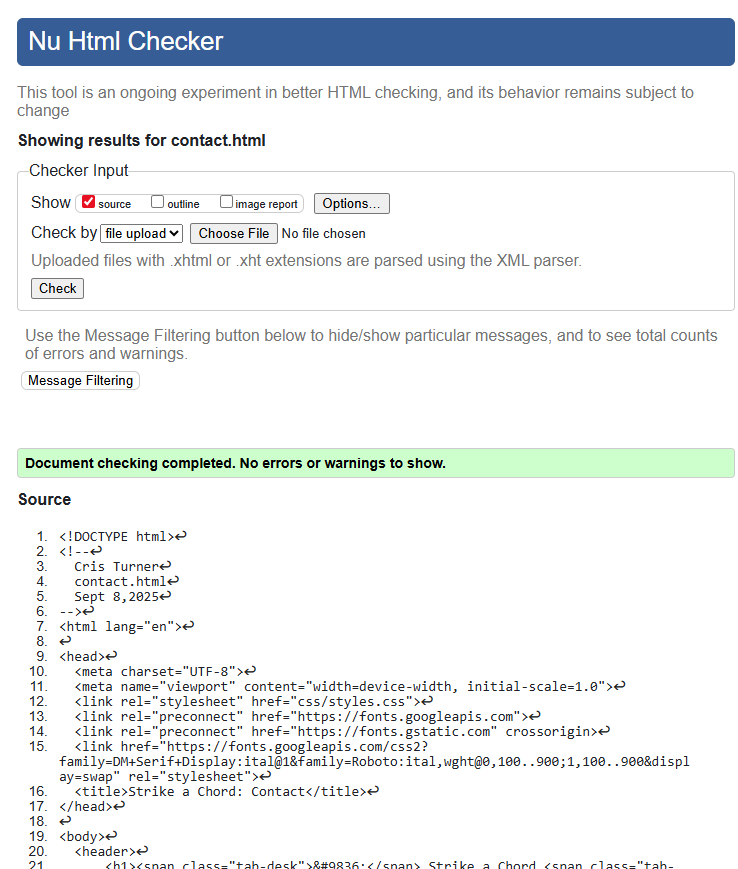 Nu Html Checker
This tool is an ongoing experiment in better HTML checking, and its behavior remains subject to
change
Showing results for contact.html
Checker Input
Show source outline image report Options...
Check by file upload Choose File No file chosen
Uploaded files with .xhtml or .xht extensions are parsed using the XML parser.
Check
Use the Message Filtering button below to hide/show particular messages, and to see total counts
of errors and warnings.
Message Filtering
Document checking completed. No errors or warnings to show.
Source
1. <!DOCTYPE html>↩
2. <!--↩
3. Cris Turner↩
4. contact.html↩
5. Sept 8,2025↩
6. -->↩
7. <html lang="en">↩
8. ↩
9. <head>↩
10. <meta charset="UTF-8">↩
11. <meta name="viewport" content="width=device-width, initial-scale=1.0">↩
12. <link rel="stylesheet" href="css/styles.css">↩
13. <link rel="preconnect" href="https://fonts.googleapis.com">↩
14. <link rel="preconnect" href="https://fonts.gstatic.com" crossorigin>↩
15. <link href="https://fonts.googleapis.com/css2?
family=DM+Serif+Display:ital@1&family=Roboto:ital,wght@0,100..900;1,100..900&displ
ay=swap" rel="stylesheet">↩
16. <title>Strike a Chord: Contact</title>↩
17. </head>↩
18. ↩
19. <body>↩
20. <header>↩
21. <h1><span class="tab-desk">&#9836;</span> Strike a Chord <span class="tab-